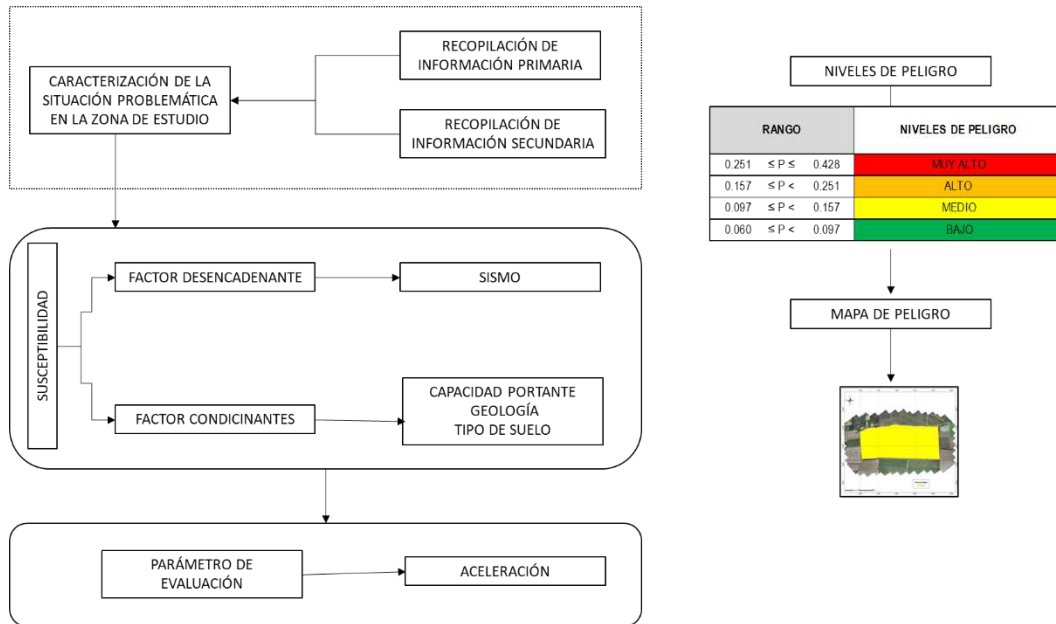 RECOPILACIÓN DE
INFORMACIÓN PRIMARIA
CARACTERIZACIÓN DE LA
SITUACIÓN PROBLEMÁTICA
EN LA ZONA DE ESTUDIO
RECOPILACIÓN DE
INFORMACIÓN SECUNDARIA
SUSCEPTIBILIDAD
FACTOR DESENCADENANTE
SISMO
FACTOR CONDICINANTES
CAPACIDAD PORTANTE
GEOLOGÍA
TIPO DE SUELO
PARÁMETRO DE
EVALUACIÓN
ACELERACIÓN
NIVELES DE PELIGRO
RANGO NIVELES DE PELIGRO
0.251 ≤ P ≤ 0.428 MUY ALTO
0.157 ≤ P < 0.251 ALTO
0.097 ≤ P < 0.157 MEDIO
0.060 ≤ P < 0.097 BAJO
MAPA DE PELIGRO